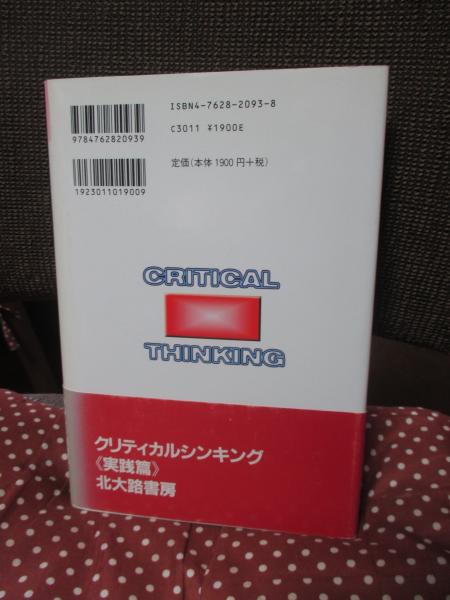 ISBN4-7628-2093-8
C3011 ¥1900E
9784762820939
定価(本体1900円+税)
1923011019009
CRITICAL
THINKING
クリティカルシンキング
《実践篇》
北大路書房